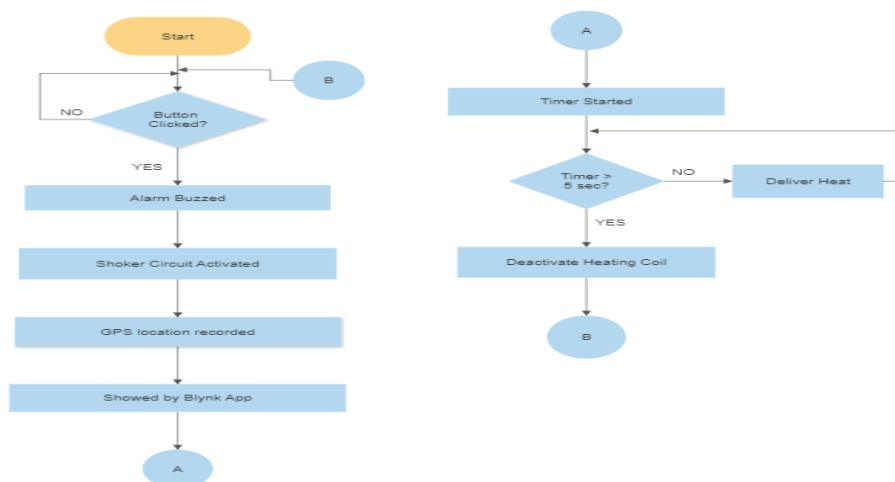 Start
B
NO
Button
Clicked?
YES
Alarm Buzzed
Shoker Circuit Activated
GPS location recorded
Showed by Blynk App
A
A
Timer Started
Timer >
5 sec?
NO
Deliver Heat
YES
Deactivate Heating Coil
B